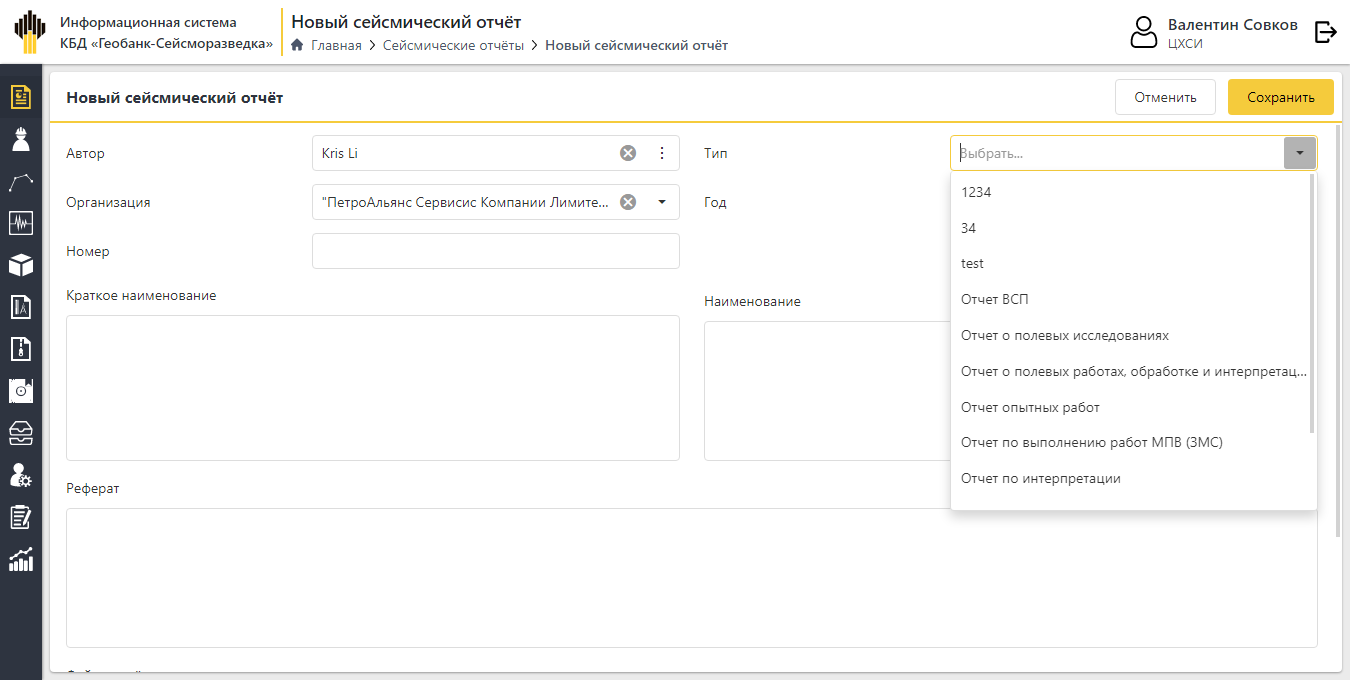 Информационная система
КБД «Геобанк-Сейсморазведка»
Новый сейсмический отчёт
Главная > Сейсмические отчёты > Новый сейсмический отчёт
Валентин Совков
ЦХСИ
Новый сейсмический отчёт
Отменить
Сохранить
Автор
Kris Li
Тип
Выбрать...
Организация
"ПетроАльянс Сервисис Компании Лимите...
Год
Номер
1234
34
test
Отчет ВСП
Отчет о полевых исследованиях
Отчет о полевых работах, обработке и интерпретац...
Отчет опытных работ
Отчет по выполнению работ МПВ (ЗМС)
Отчет по интерпретации
Краткое наименование
Наименование
Реферат